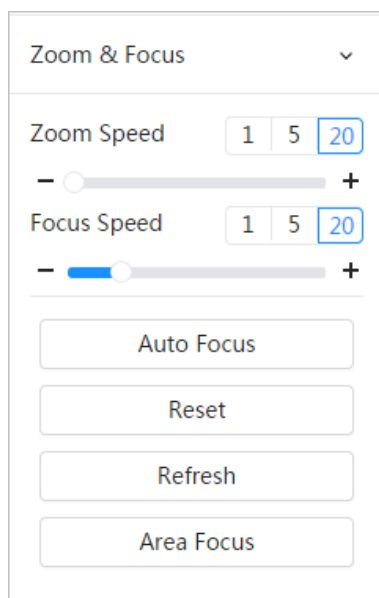 Zoom & Focus
Zoom Speed 1 5 20
- +
Focus Speed 1 5 20
- +
Auto Focus
Reset
Refresh
Area Focus